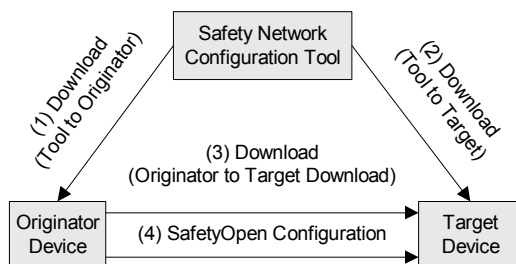 Safety Network
Configuration Tool
(1) Download
(Tool to Originator)
(2) Download
(Tool to Target)
(3) Download
(Originator to Target Download)
Originator
Device
(4) SafetyOpen Configuration
Target
Device